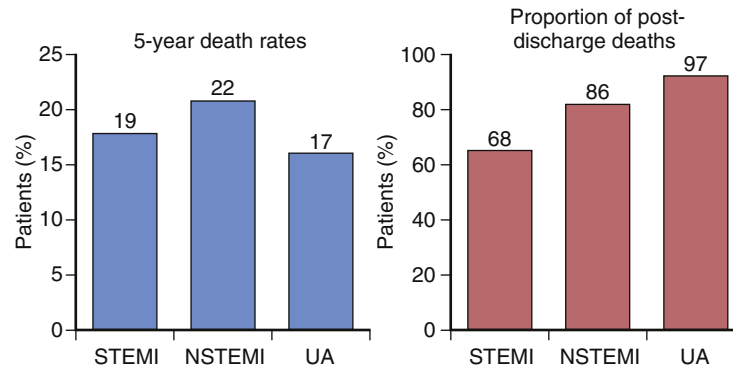 5-year death rates
Patients (%)
25
20
15
10
5
0
19
22
17
STEMI
NSTEMI
UA
Proportion of post-
discharge deaths
Patients (%)
100
80
60
40
20
0
68
86
97
STEMI
NSTEMI
UA